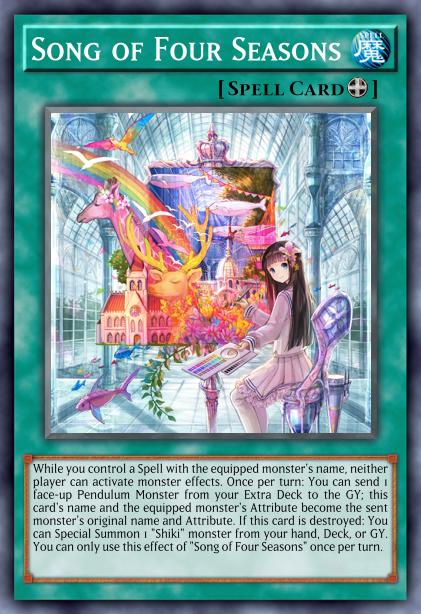 Song of Four Seasons
SPELL
魔
[Spell Card]
While you control a Spell with the equipped monster's name, neither
player can activate monster effects. Once per turn: You can send 1
face-up Pendulum Monster from your Extra Deck to the GY; this
card's name and the equipped monster's Attribute become the sent
monster's original name and Attribute. If this card is destroyed: You
can Special Summon 1 "Shiki" monster from your hand, Deck, or GY.
You can only use this effect of "Song of Four Seasons" once per turn.